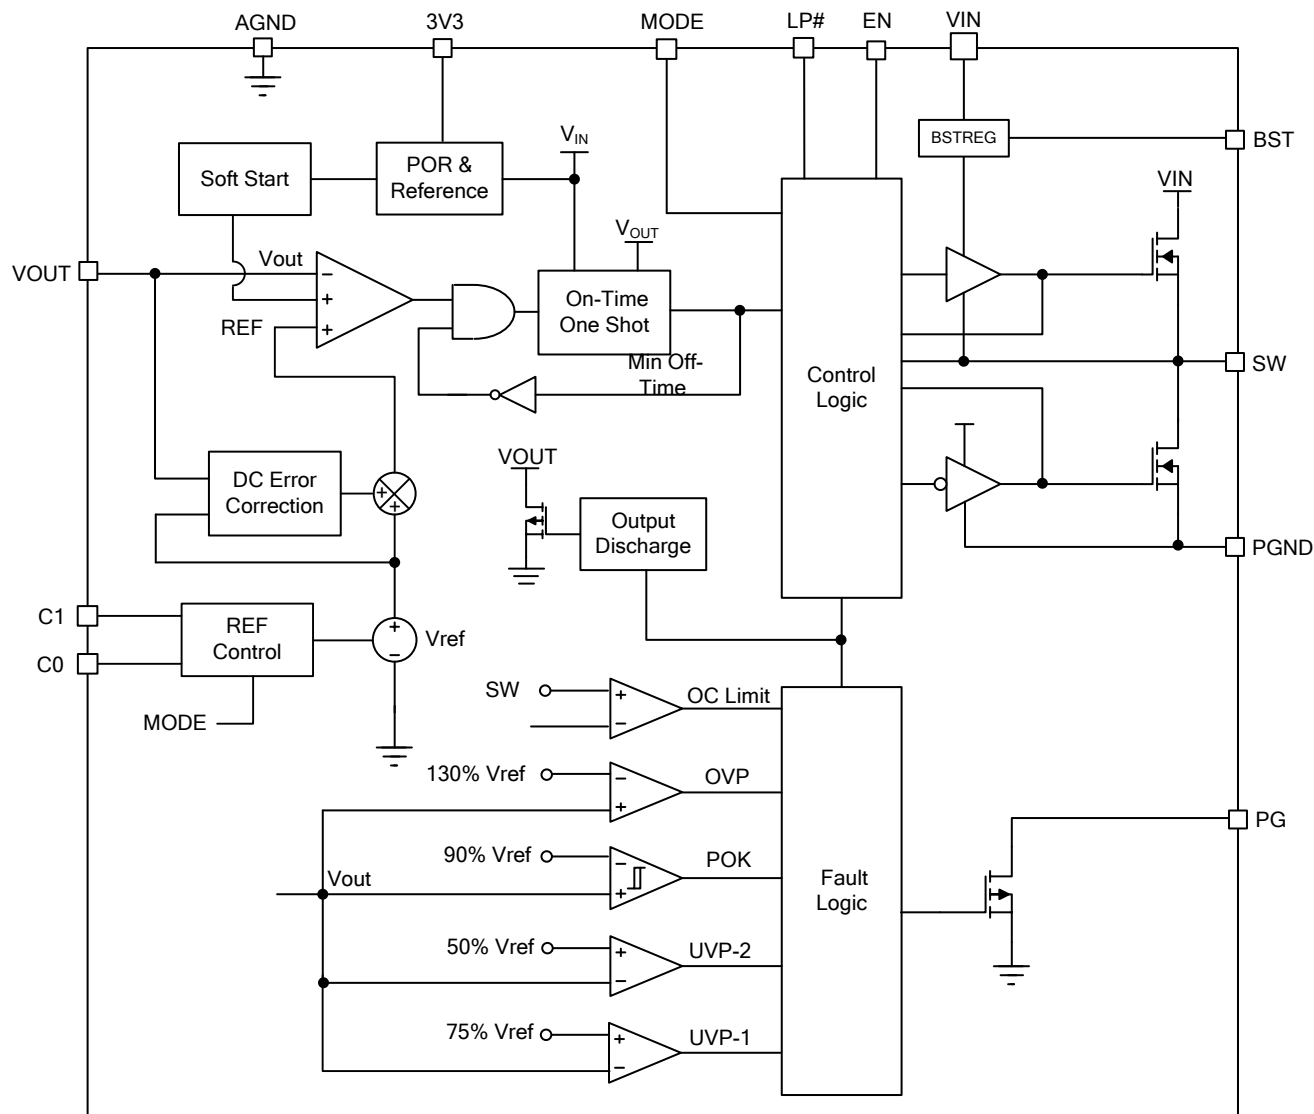 AGND
3V3
MODE
LP#
EN
VIN
BSTREG
BST
Soft Start
POR &
Reference
VIN
VIN
VOUT
Vout
VOUT
REF
−
+
+
On-Time
One Shot
Min Off-
Time
Control
Logic
SW
DC Error
Correction
+
+
VOUT
Output
Discharge
PGND
C1
C0
REF
Control
+
−
Vref
MODE
SW
+
−
OC Limit
130% Vref
−
+
OVP
90% Vref
−
+
POK
Vout
Fault
Logic
PG
50% Vref
+
−
UVP-2
75% Vref
+
−
UVP-1